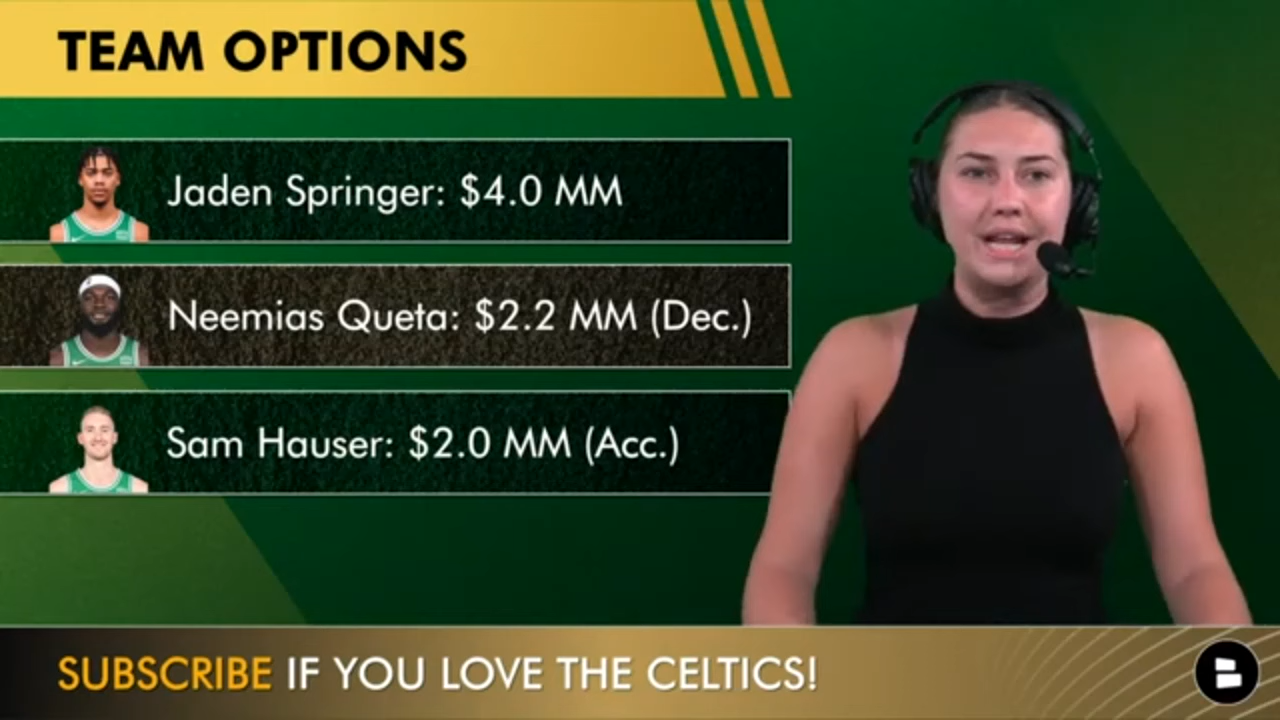 TEAM OPTIONS
Jaden Springer: $4.0 MM
Neemias Queta: $2.2 MM (Dec.)
Sam Hauser: $2.0 MM (Acc.)
SUBSCRIBE IF YOU LOVE THE CELTICS!